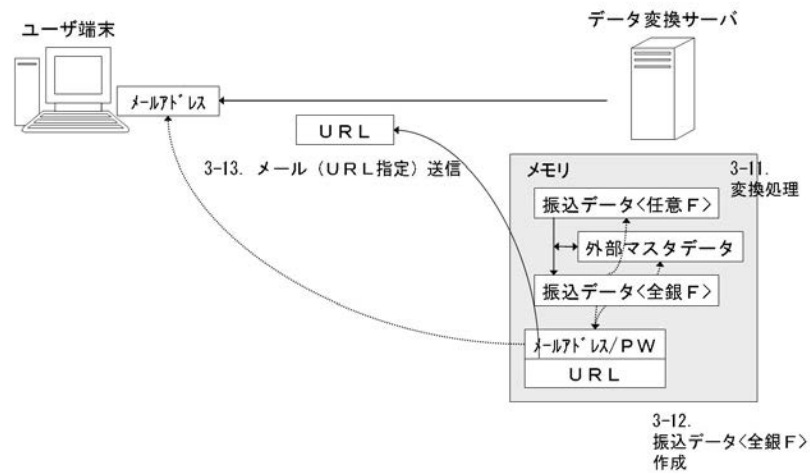 ユーザ端末
データ変換サーバ
メールアドレス
URL
3-13. メール(URL指定)送信
メモリ
3-11.
変換処理
振込データ<任意F>
外部マスタデータ
振込データ<全銀F>
メールアドレス/PW
URL
3-12.
振込データ<全銀F>
作成